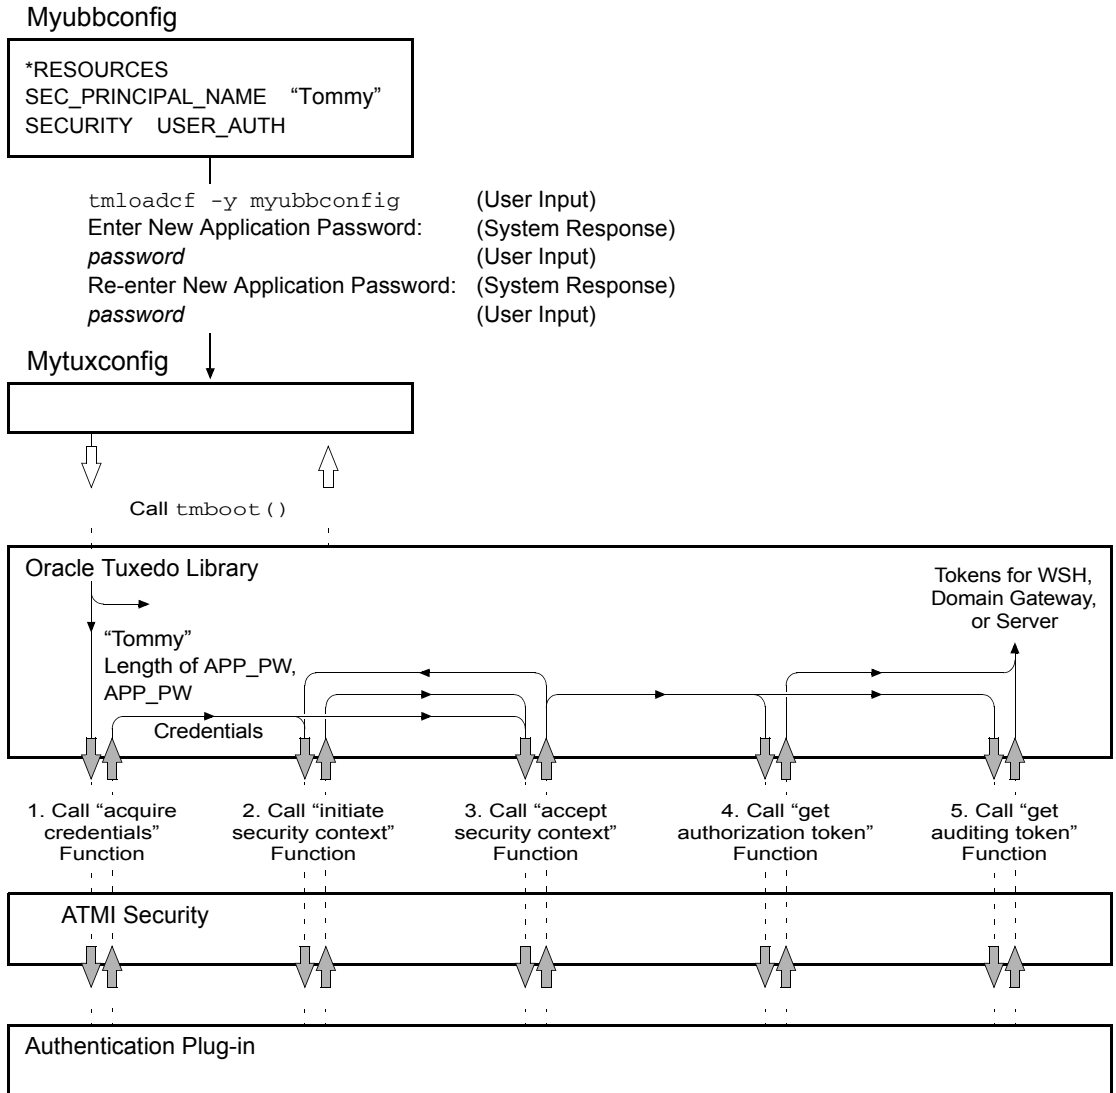 Myubbconfig
*RESOURCES
SEC_PRINCIPAL_NAME “Tommy”
SECURITY USER_AUTH
tmloadcf -y myubbconfig (User Input)
Enter New Application Password: (System Response)
password (User Input)
Re-enter New Application Password: (System Response)
password (User Input)
Mytuxconfig
Call tmboot()
Oracle Tuxedo Library
Tokens for WSH,
Domain Gateway,
or Server
“Tommy”
Length of APP_PW,
APP_PW
Credentials
1. Call “acquire
credentials”
Function
2. Call “initiate
security context”
Function
3. Call “accept
security context”
Function
4. Call “get
authorization token”
Function
5. Call “get
auditing token”
Function
ATMI Security
Authentication Plug-in